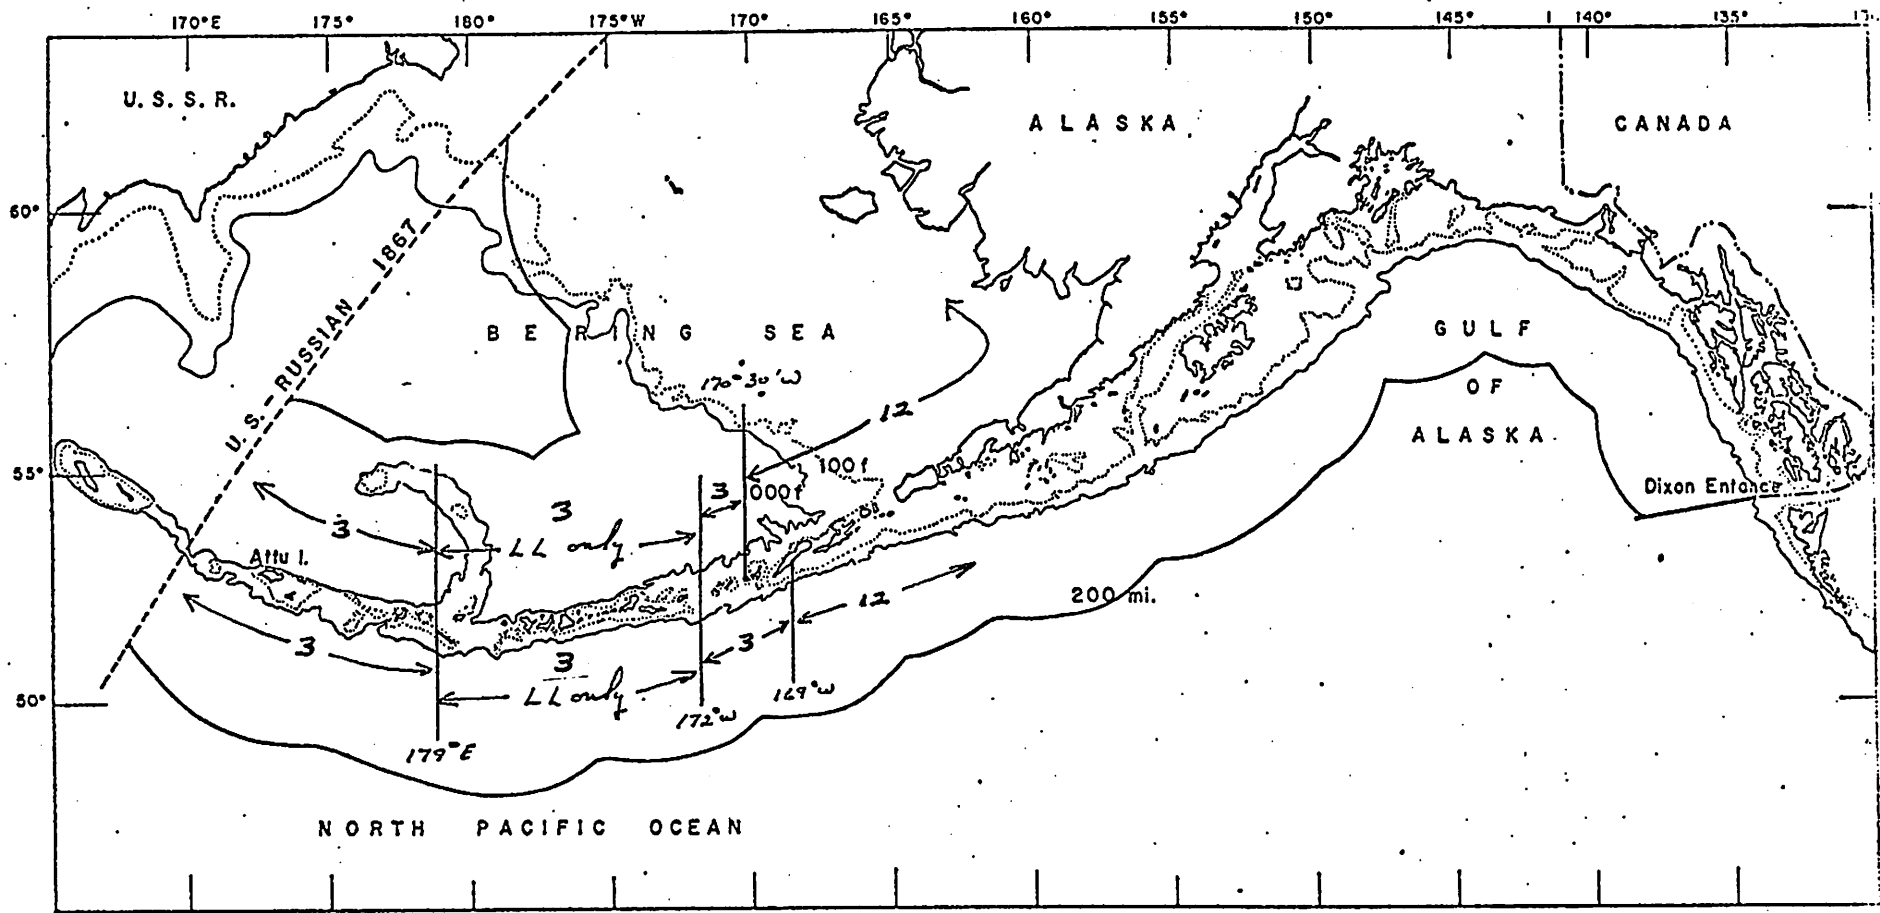 170°E 175° 180° 175°W 170° 165° 160° 155° 150° 145° 140° 135°
U. S. S. R.
ALASKA
CANADA
60°
U. S. - RUSSIAN 1867
BERING SEA
GULF
OF
ALASKA
170°30'W
12
55°
100f
000f
Dixon Entance
3
3
3
LL only
Attu I.
3
3
LL only
3
12
200 mi.
50°
179°E
172°W
169°W
NORTH PACIFIC OCEAN